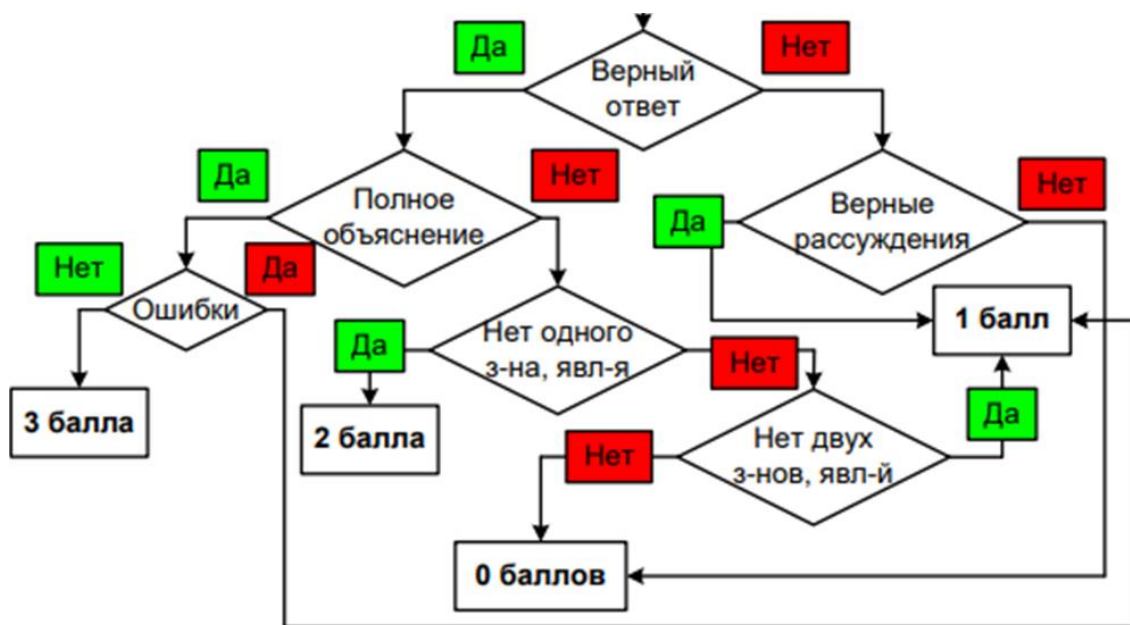 Да
Нет
Верный
ответ
Да
Нет
Нет
Полное
объяснение
Да
Верные
рассуждения
Нет
Да
Ошибки
1 балл
Да
Нет одного
з-на, явл-я
Нет
3 балла
2 балла
Да
Нет
Нет двух
з-нов, явл-й
0 баллов